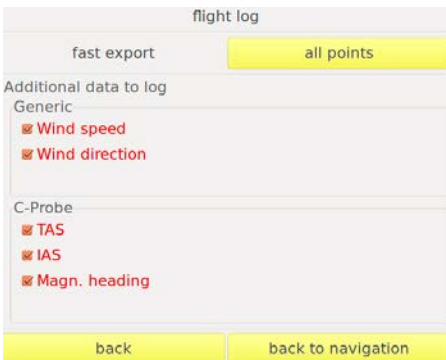 flight log
fast export
all points
Additional data to log
Generic
Wind speed
Wind direction
C-Probe
TAS
IAS
Magn. heading
back
back to navigation